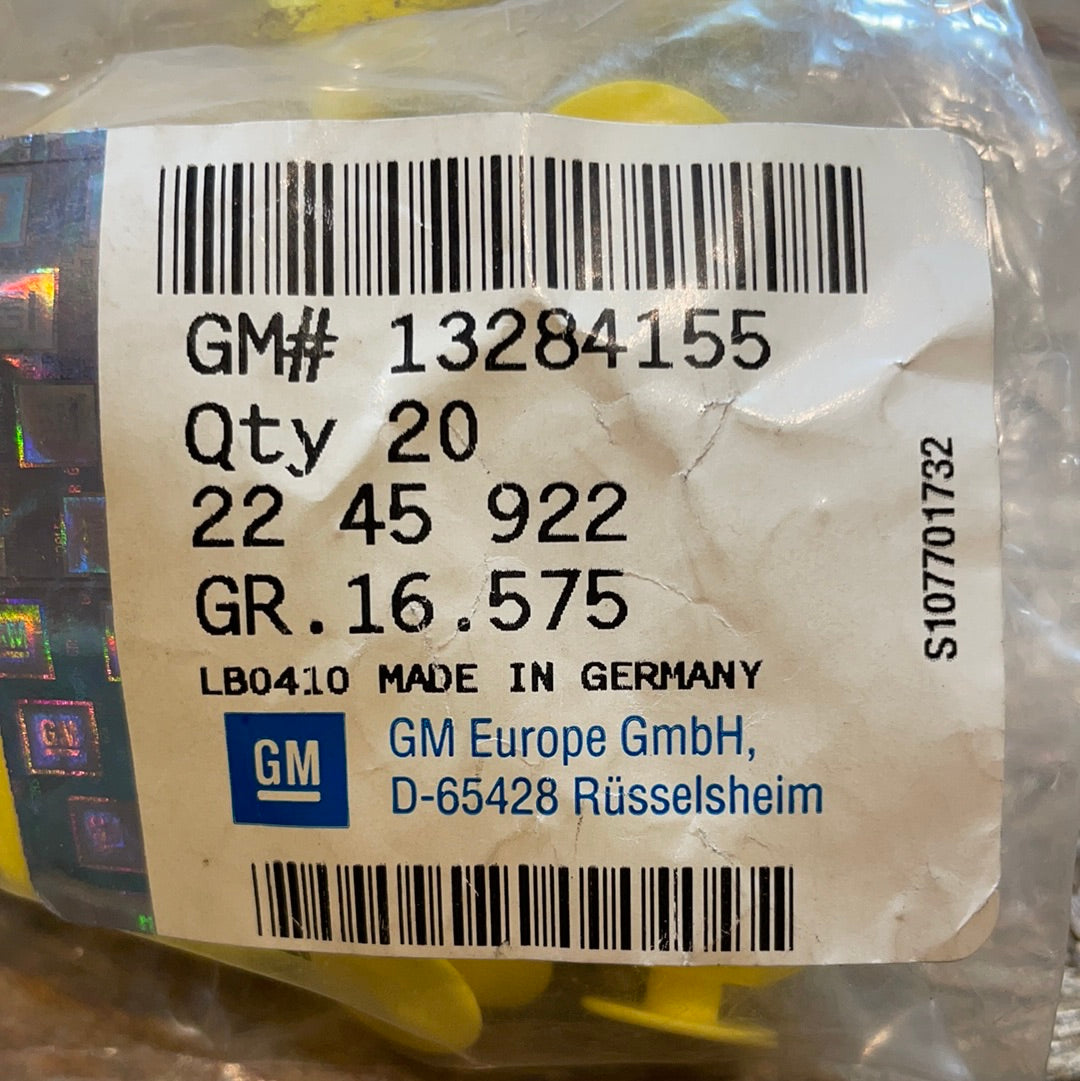 GM# 13284155
Qty 20
22 45 922
GR.16.575
LB0410 MADE IN GERMANY
GM
GM Europe GmbH,
D-65428 Rüsselsheim
S107701732
GM